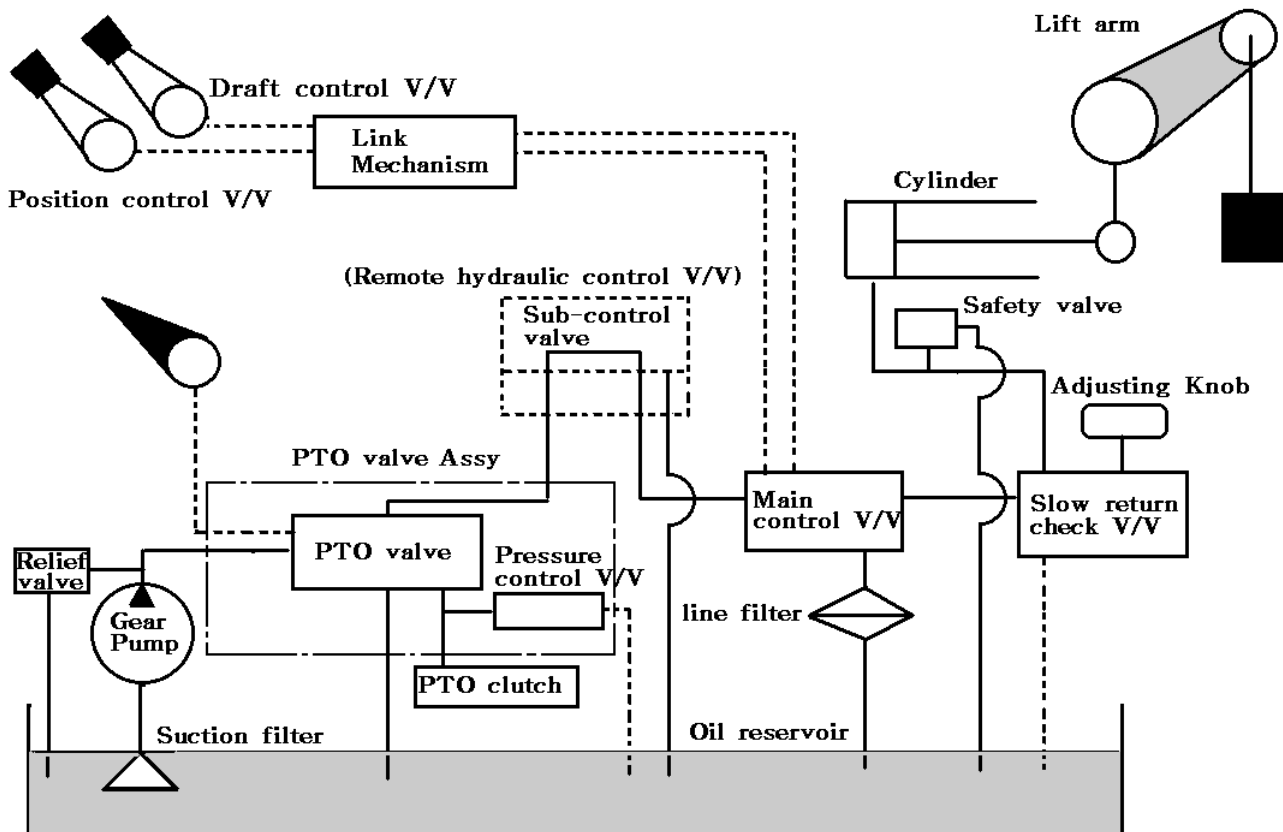 Lift arm
Draft control V/V
Link
Mechanism
Position control V/V
Cylinder
(Remote hydraulic control V/V)
Sub-control
valve
Safety valve
Adjusting Knob
PTO valve Assy
Main
control V/V
Slow return
check V/V
PTO valve
Pressure
control V/V
Relief
valve
Gear
Pump
line filter
PTO clutch
Suction filter
Oil reservoir